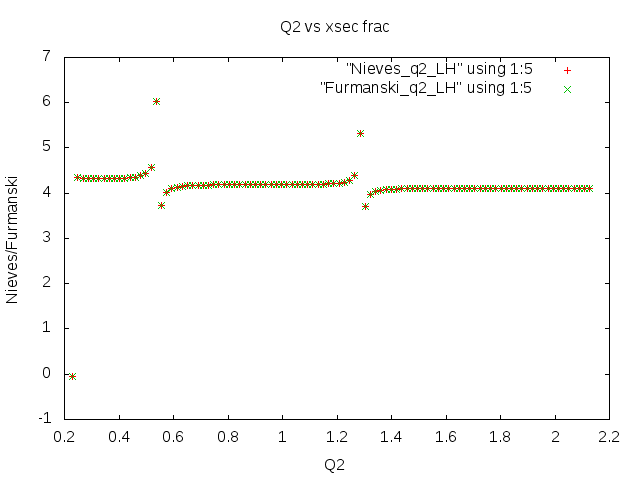 Q2 vs xsec frac
"Nieves_q2_LH" using 1:5
"Furmanski_q2_LH" using 1:5
Nieves/Furmanski
7
6
5
4
3
2
1
0
-1
0.2 0.4 0.6 0.8 1 1.2 1.4 1.6 1.8 2 2.2
Q2